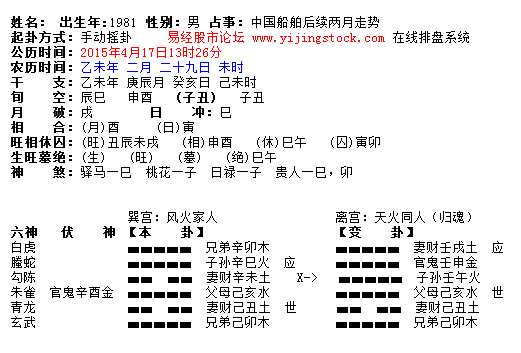 姓名： 出生年:1981 性别：男 占事：中国船舶后续两月走势
起卦方式：手动摇卦 易经股市论坛 www.yijingstock.com 在线排盘系统
公历时间：2015年4月17日13时26分
农历时间：乙未年 二月 二十九日 未时
干 支：乙未年 庚辰月 癸亥日 己未时
旬 空：辰巳 申酉 (子丑) 子丑
月 破：戌 日 冲：巳
相 合：(月)酉 (日)寅
旺相休囚：(旺)丑辰未戌 (相)申酉 (休)巳午 (囚)寅卯
生旺墓绝：(生) (旺) (墓) (绝)巳午
神 煞：驿马—巳 桃花—子 日禄—子 贵人—巳，卯
巽宫：风火家人 离宫：天火同人（归魂）
六神 伏 神 【本 卦】 【变 卦】
白虎 兄弟辛卯木 妻财壬戌土 应
螣蛇 子孙辛巳火 应 官鬼壬申金
勾陈 妻财辛未土 X-> 子孙壬午火
朱雀 官鬼辛酉金 父母己亥水 父母己亥水 世
青龙 妻财己丑土 世 妻财己丑土
玄武 兄弟己卯木 兄弟己卯木